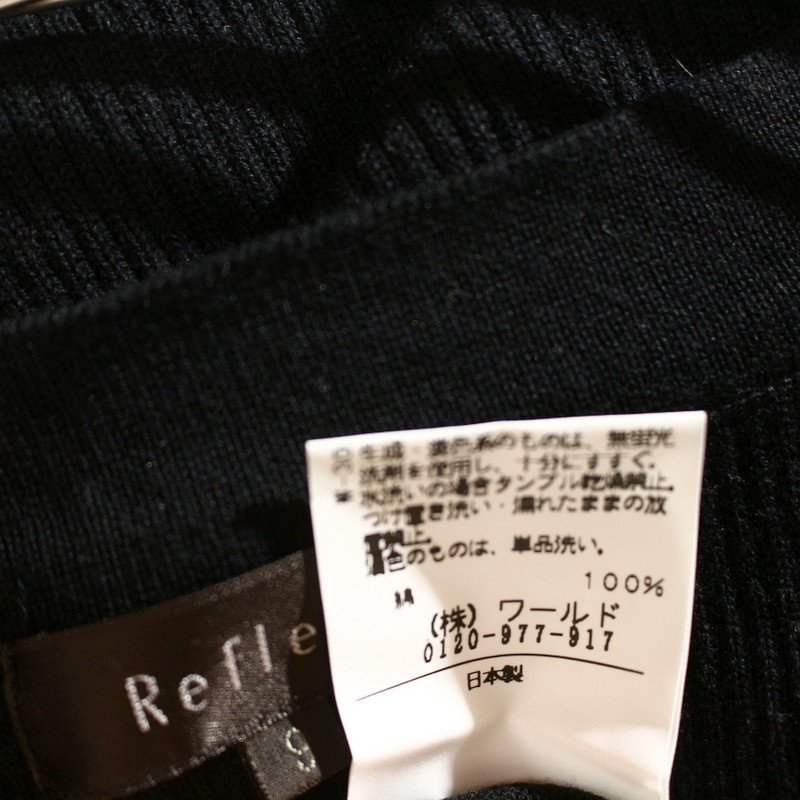 生成・淡色系のものは、無蛍光
洗剤を使用し、十分にすすぐ。
水洗いの場合タンブル乾燥禁止。
つけ置き洗い・濡れたままの放
禁止。
色のものは、単品洗い。
100%
(株) ワールド
0120-977-917
日本製
Refle
9